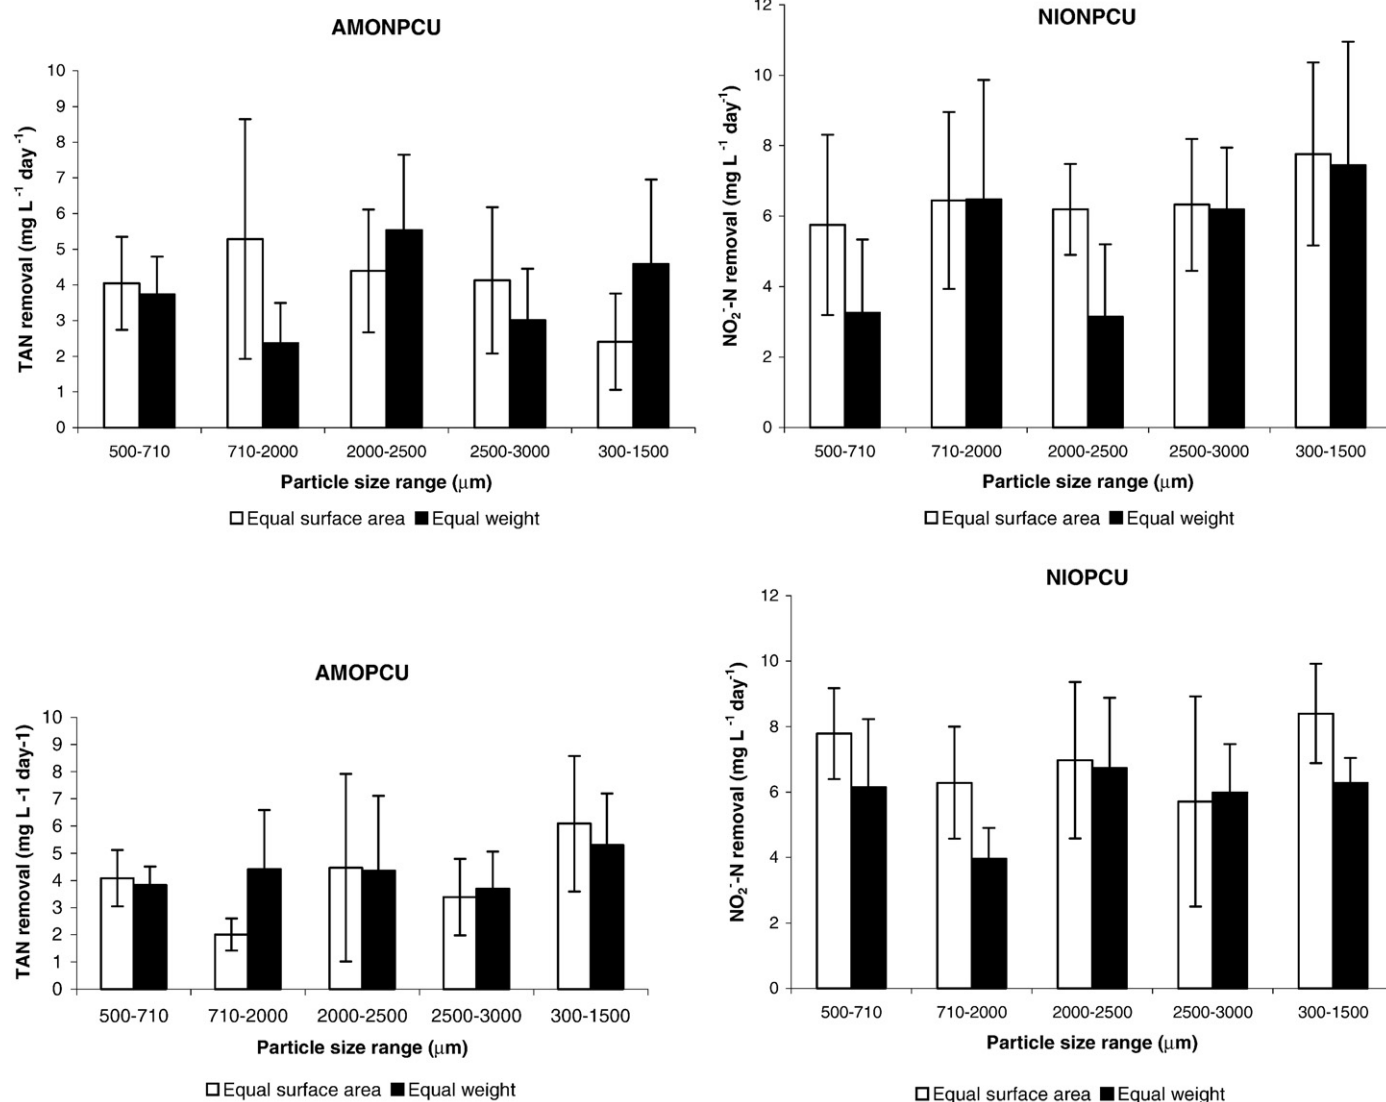 AMONPCU
TAN removal (mg L⁻¹ day⁻¹)
10
9
8
7
6
5
4
3
2
1
0
500-710 710-2000 2000-2500 2500-3000 300-1500
Particle size range (μm)
Equal surface area Equal weight
NIONPCU
NO₂⁻-N removal (mg L⁻¹ day⁻¹)
12
10
8
6
4
2
0
500-710 710-2000 2000-2500 2500-3000 300-1500
Particle size range (μm)
Equal surface area Equal weight
AMOPCU
TAN removal (mg L -1 day-1)
10
9
8
7
6
5
4
3
2
1
0
500-710 710-2000 2000-2500 2500-3000 300-1500
Particle size range (μm)
Equal surface area Equal weight
NIOPCU
NO₂⁻-N removal (mg L⁻¹ day⁻¹)
12
10
8
6
4
2
0
500-710 710-2000 2000-2500 2500-3000 300-1500
Particle size range (μm)
Equal surface area Equal weight